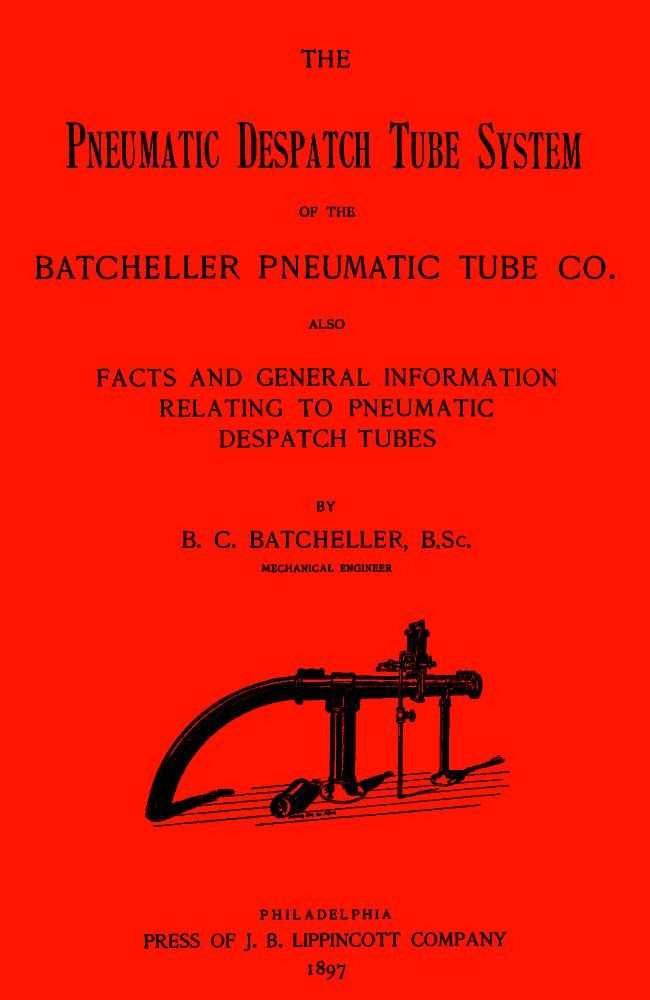 THE
PNEUMATIC DESPATCH TUBE SYSTEM
OF THE
BATCHELLER PNEUMATIC TUBE CO.
ALSO
FACTS AND GENERAL INFORMATION
RELATING TO PNEUMATIC
DESPATCH TUBES
BY
B. C. BATCHELLER, B.Sc.
MECHANICAL ENGINEER
PHILADELPHIA
PRESS OF J. B. LIPPINCOTT COMPANY
1897